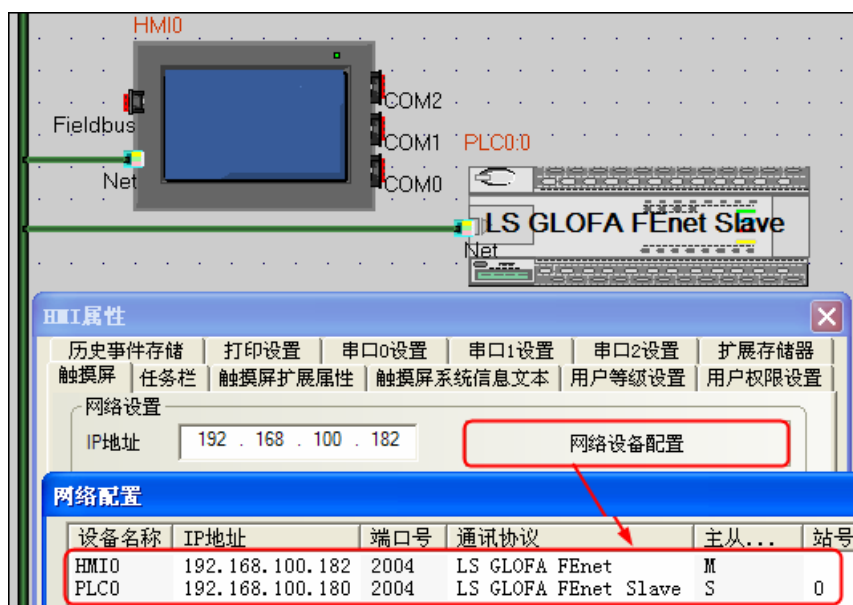 HMI0
COM2
Fieldbus
COM1
PLC0:0
Net
COM0
LS GLOFA FEnet Slave
Net
HMI属性
历史事件存储 打印设置 串口0设置 串口1设置 串口2设置 扩展存储器
触摸屏 任务栏 触摸屏扩展属性 触摸屏系统信息文本 用户等级设置 用户权限设置
网络设置
IP地址 192 . 168 . 100 . 182 网络设备配置
网络配置
设备名称 IP地址 端口号 通讯协议 主从... 站号
HMI0 192.168.100.182 2004 LS GLOFA FEnet M
PLC0 192.168.100.180 2004 LS GLOFA FEnet Slave S 0